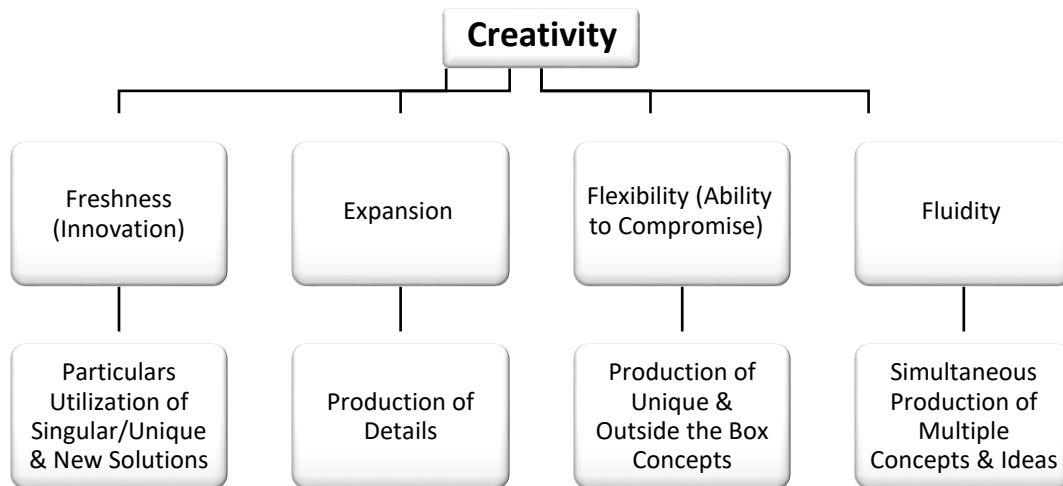 Creativity
Freshness
(Innovation)
Expansion
Flexibility (Ability
to Compromise)
Fluidity
Particulars
Utilization of
Singular/Unique
& New Solutions
Production of
Details
Production of
Unique &
Outside the Box
Concepts
Simultaneous
Production of
Multiple
Concepts & Ideas